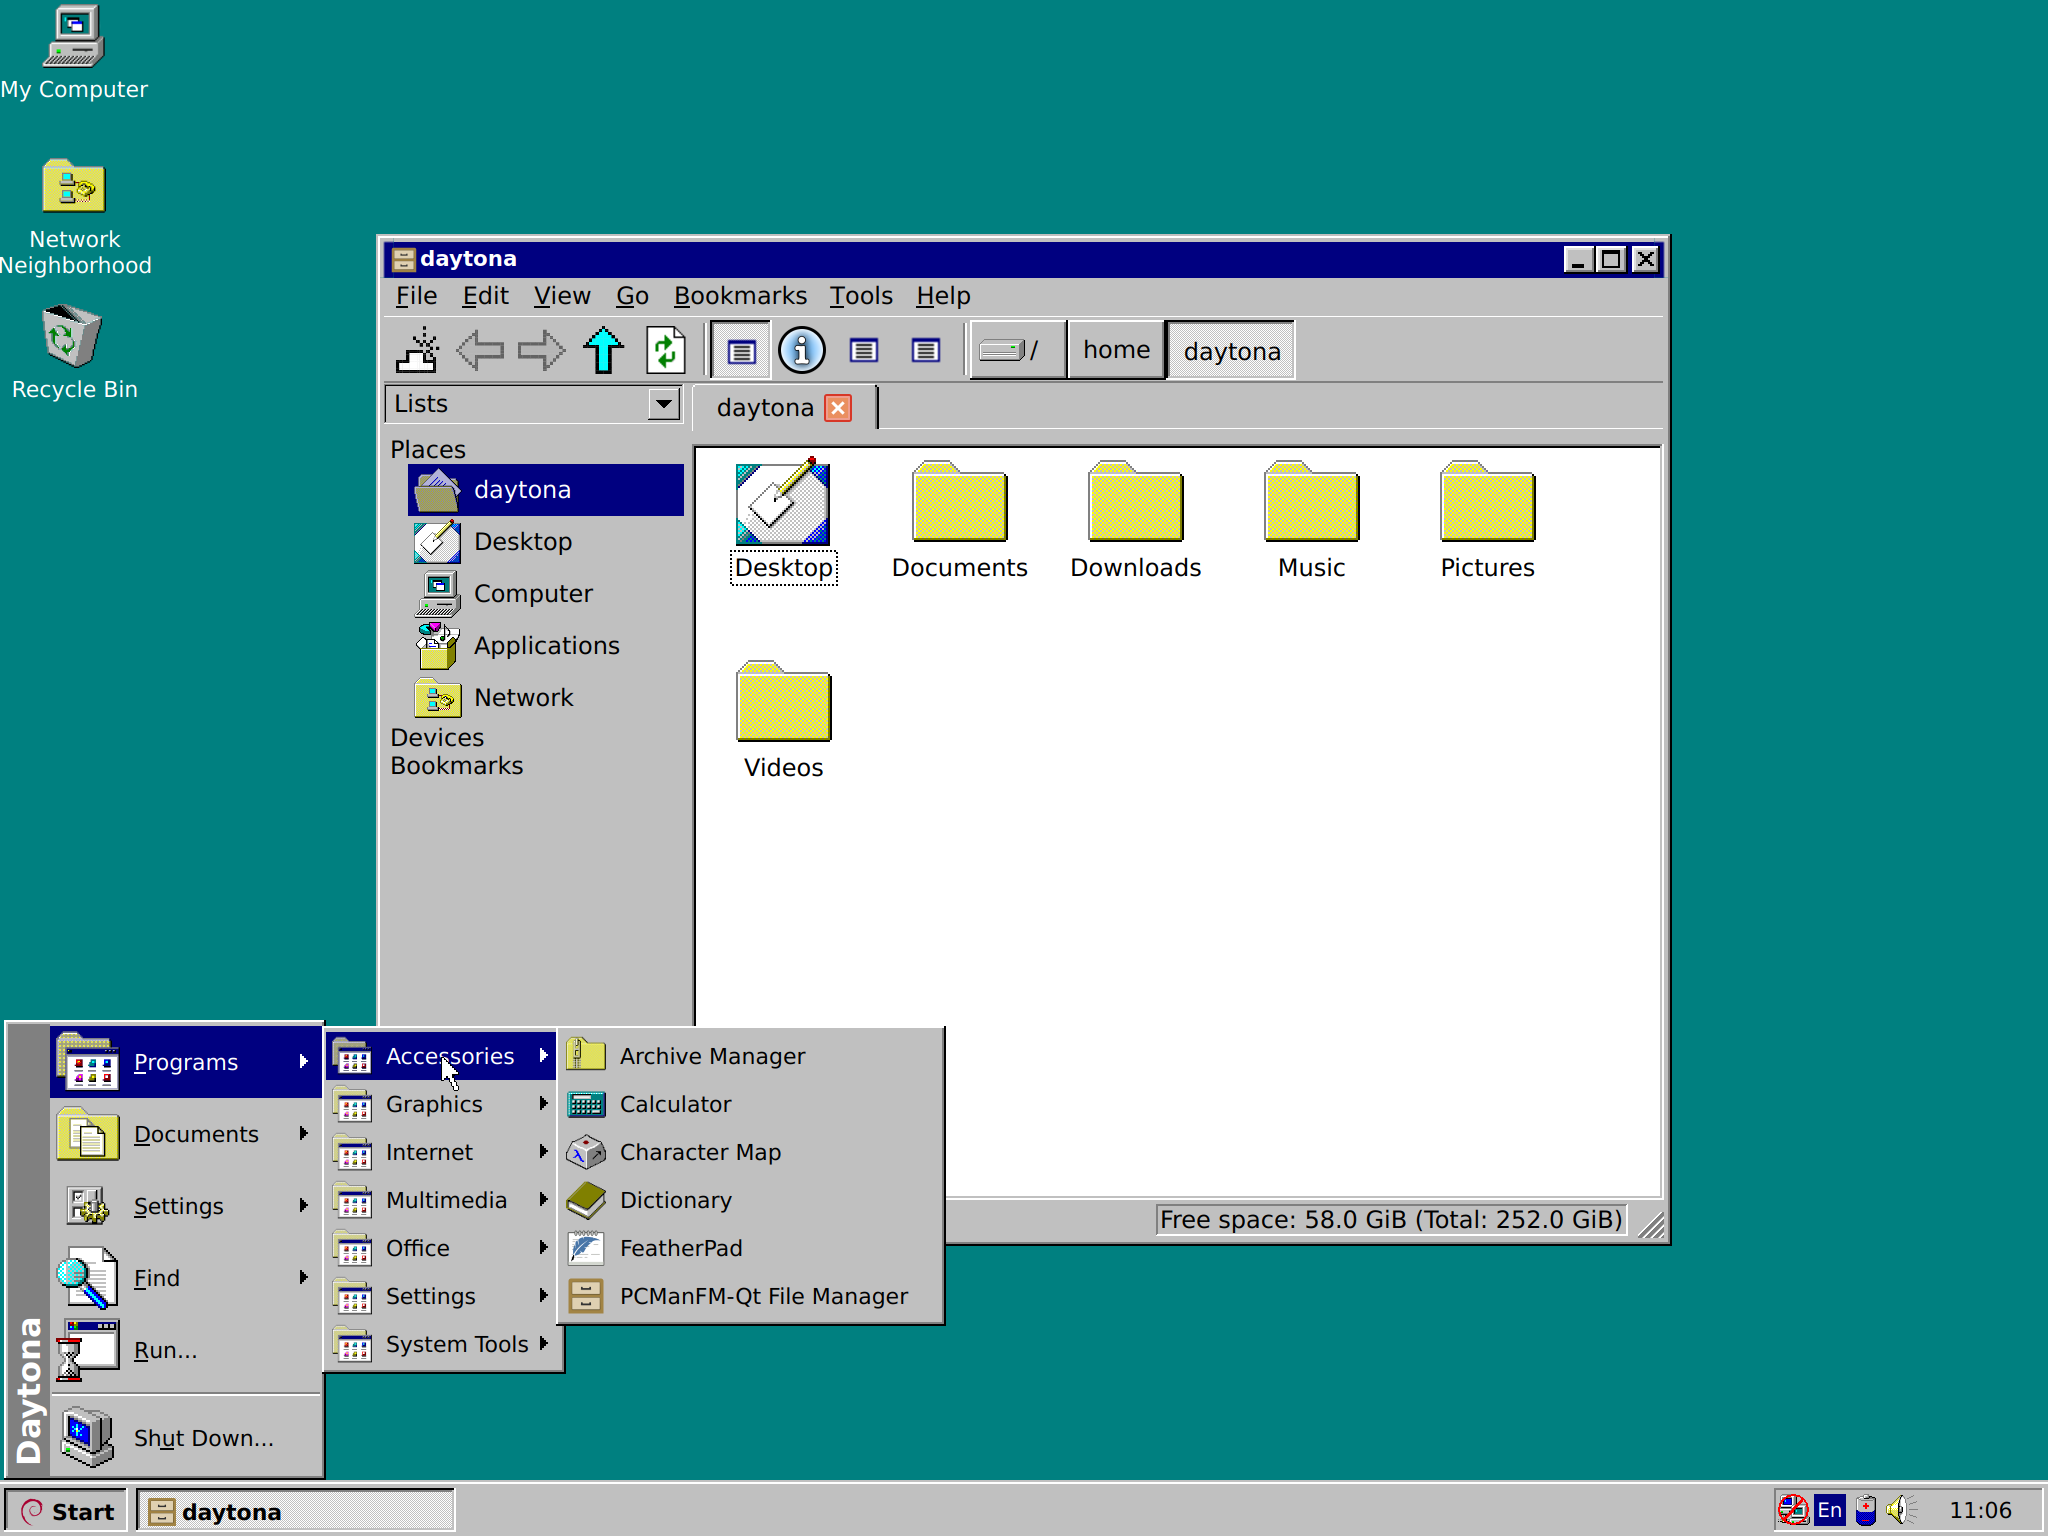 My Computer
Network
Neighborhood
Recycle Bin
daytona
File Edit View Go Bookmarks Tools Help
/ home daytona
Lists
daytona
Places
daytona
Desktop
Computer
Applications
Network
Devices
Bookmarks
Desktop Documents Downloads Music Pictures
Videos
Free space: 58.0 GiB (Total: 252.0 GiB)
Daytona
Programs
Documents
Settings
Find
Run...
Shut Down...
Accessories
Graphics
Internet
Multimedia
Office
Settings
System Tools
Archive Manager
Calculator
Character Map
Dictionary
FeatherPad
PCManFM-Qt File Manager
Start daytona En 11:06